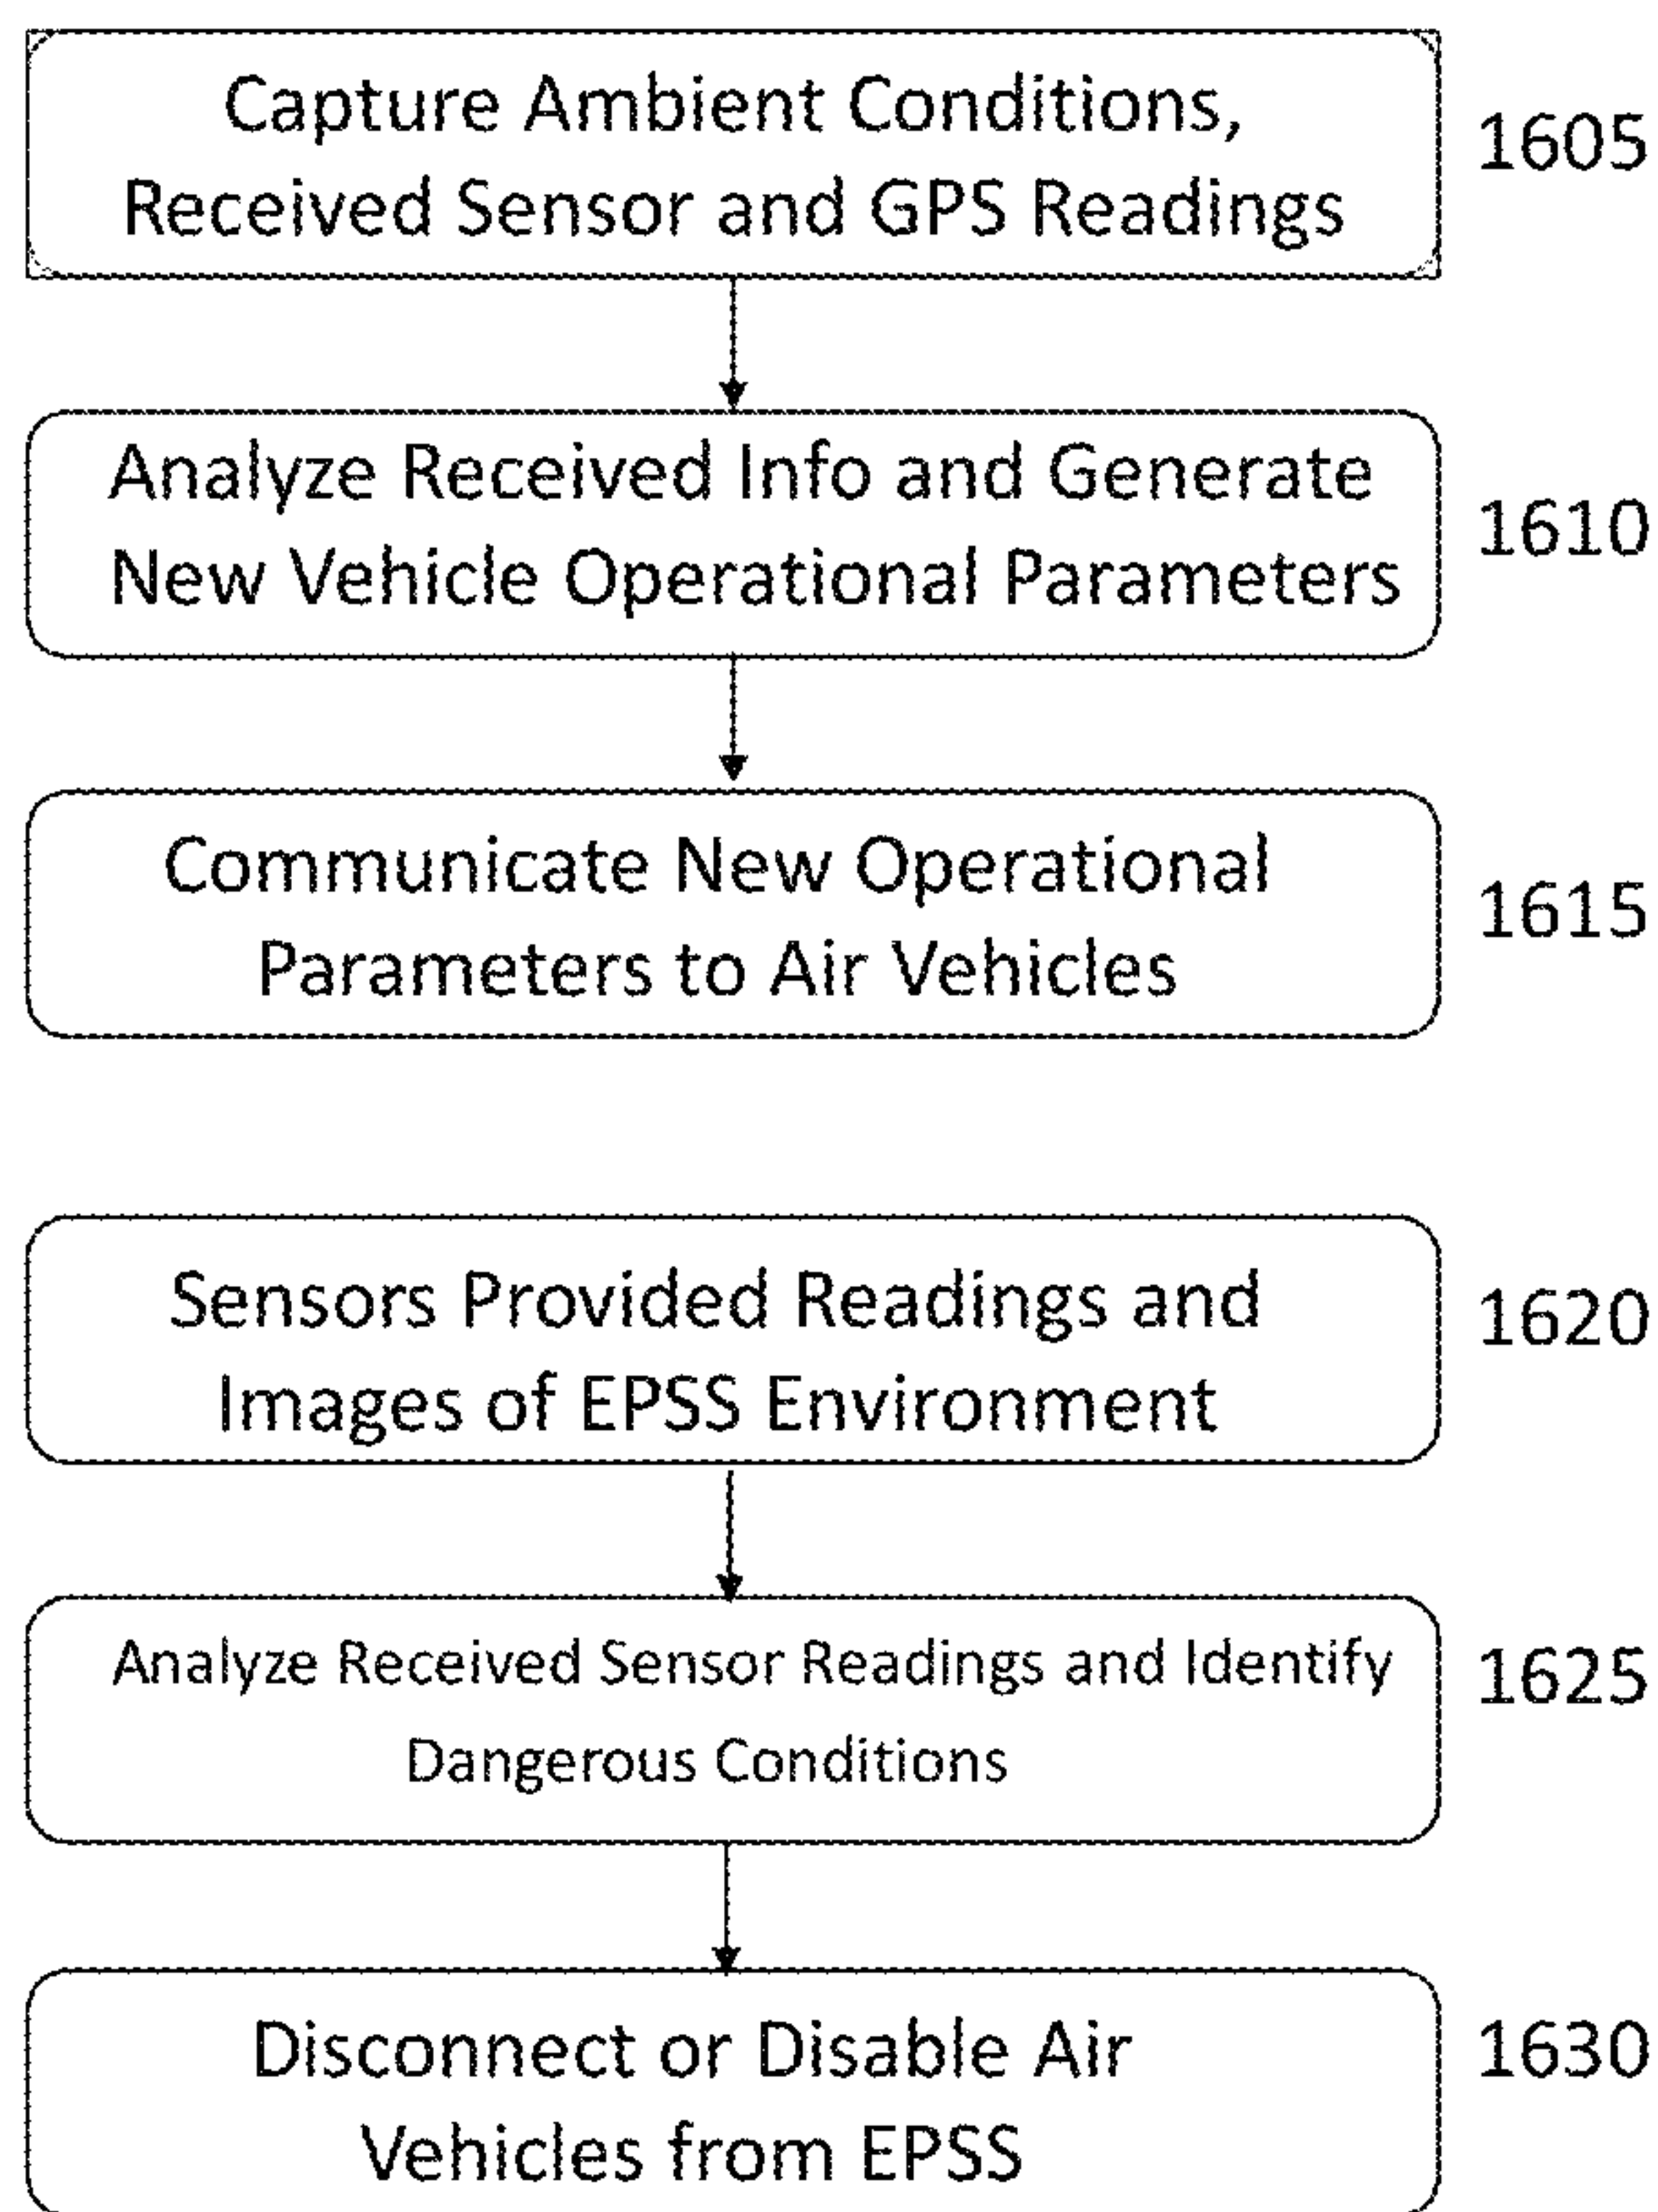 Capture Ambient Conditions,
Received Sensor and GPS Readings
1605
Analyze Received Info and Generate
New Vehicle Operational Parameters
1610
Communicate New Operational
Parameters to Air Vehicles
1615
Sensors Provided Readings and
Images of EPSS Environment
1620
Analyze Received Sensor Readings and Identify
Dangerous Conditions
1625
Disconnect or Disable Air
Vehicles from EPSS
1630